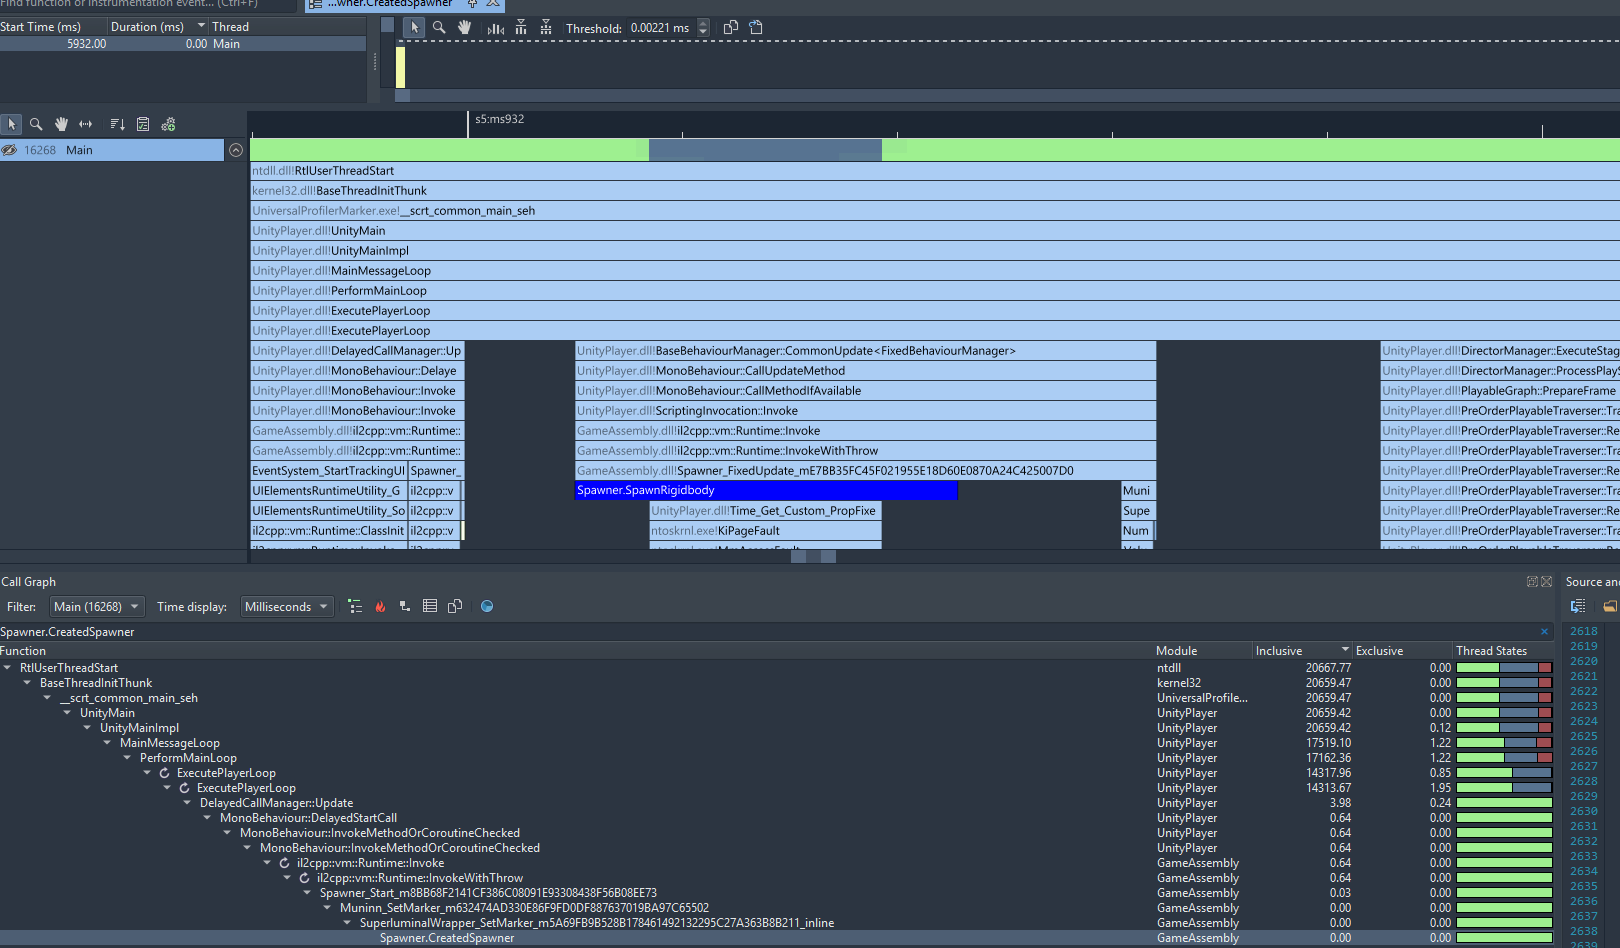 Find function or instrumentation event... (Ctrl+F)
...wner.CreatedSpawner
Start Time (ms) Duration (ms) Thread
5932.00 0.00 Main
Threshold: 0.00221 ms
s5:ms932
16268 Main
ntdll.dll!RtlUserThreadStart
kernel32.dll!BaseThreadInitThunk
UniversalProfilerMarker.exe!__scrt_common_main_seh
UnityPlayer.dll!UnityMain
UnityPlayer.dll!UnityMainImpl
UnityPlayer.dll!MainMessageLoop
UnityPlayer.dll!PerformMainLoop
UnityPlayer.dll!ExecutePlayerLoop
UnityPlayer.dll!ExecutePlayerLoop
UnityPlayer.dll!DelayedCallManager::Up UnityPlayer.dll!BaseBehaviourManager::CommonUpdate<FixedBehaviourManager> UnityPlayer.dll!DirectorManager::ExecuteStag
UnityPlayer.dll!MonoBehaviour::Delaye UnityPlayer.dll!MonoBehaviour::CallUpdateMethod UnityPlayer.dll!DirectorManager::ProcessPlayS
UnityPlayer.dll!MonoBehaviour::Invoke UnityPlayer.dll!MonoBehaviour::CallMethodIfAvailable UnityPlayer.dll!PlayableGraph::PrepareFrame
UnityPlayer.dll!MonoBehaviour::Invoke UnityPlayer.dll!ScriptingInvocation::Invoke UnityPlayer.dll!PreOrderPlayableTraverser::Tra
GameAssembly.dll!il2cpp::vm::Runtime:: GameAssembly.dll!il2cpp::vm::Runtime::Invoke UnityPlayer.dll!PreOrderPlayableTraverser::Re
GameAssembly.dll!il2cpp::vm::Runtime:: GameAssembly.dll!il2cpp::vm::Runtime::InvokeWithThrow UnityPlayer.dll!PreOrderPlayableTraverser::Tra
EventSystem_StartTrackingUI Spawner_ GameAssembly.dll!Spawner_FixedUpdate_mE7BB35FC45F021955E18D60E0870A24C425007D0 UnityPlayer.dll!PreOrderPlayableTraverser::Re
UIElementsRuntimeUtility_G il2cpp::v Spawner.SpawnRigidbody Muni UnityPlayer.dll!PreOrderPlayableTraverser::Tra
UIElementsRuntimeUtility_So il2cpp::v UnityPlayer.dll!Time_Get_Custom_PropFixe Supe UnityPlayer.dll!PreOrderPlayableTraverser::Re
il2cpp::vm::Runtime::ClassInit il2cpp::v ntoskrnl.exe!KiPageFault Num UnityPlayer.dll!PreOrderPlayableTraverser::Tra
Call Graph Source an
Filter: Main (16268) Time display: Milliseconds
Spawner.CreatedSpawner
Function Module Inclusive Exclusive Thread States
RtlUserThreadStart ntdll 20667.77 0.00
BaseThreadInitThunk kernel32 20659.47 0.00
__scrt_common_main_seh UniversalProfile... 20659.47 0.00
UnityMain UnityPlayer 20659.42 0.00
UnityMainImpl UnityPlayer 20659.42 0.12
MainMessageLoop UnityPlayer 17519.10 1.22
PerformMainLoop UnityPlayer 17162.36 1.22
ExecutePlayerLoop UnityPlayer 14317.96 0.85
ExecutePlayerLoop UnityPlayer 14313.67 1.95
DelayedCallManager::Update UnityPlayer 3.98 0.24
MonoBehaviour::DelayedStartCall UnityPlayer 0.64 0.00
MonoBehaviour::InvokeMethodOrCoroutineChecked UnityPlayer 0.64 0.00
MonoBehaviour::InvokeMethodOrCoroutineChecked UnityPlayer 0.64 0.00
il2cpp::vm::Runtime::Invoke GameAssembly 0.64 0.00
il2cpp::vm::Runtime::InvokeWithThrow GameAssembly 0.64 0.00
Spawner_Start_m8BB68F2141CF386C08091E93308438F56B08EE73 GameAssembly 0.03 0.00
Muninn_SetMarker_m632474AD330E86F9FD0DF887637019BA97C65502 GameAssembly 0.00 0.00
SuperluminalWrapper_SetMarker_m5A69FB9B528B178461492132295C27A363B8B211_inline GameAssembly 0.00 0.00
Spawner.CreatedSpawner GameAssembly 0.00 0.00
2618
2619
2620
2621
2622
2623
2624
2625
2626
2627
2628
2629
2630
2631
2632
2633
2634
2635
2636
2637
2638